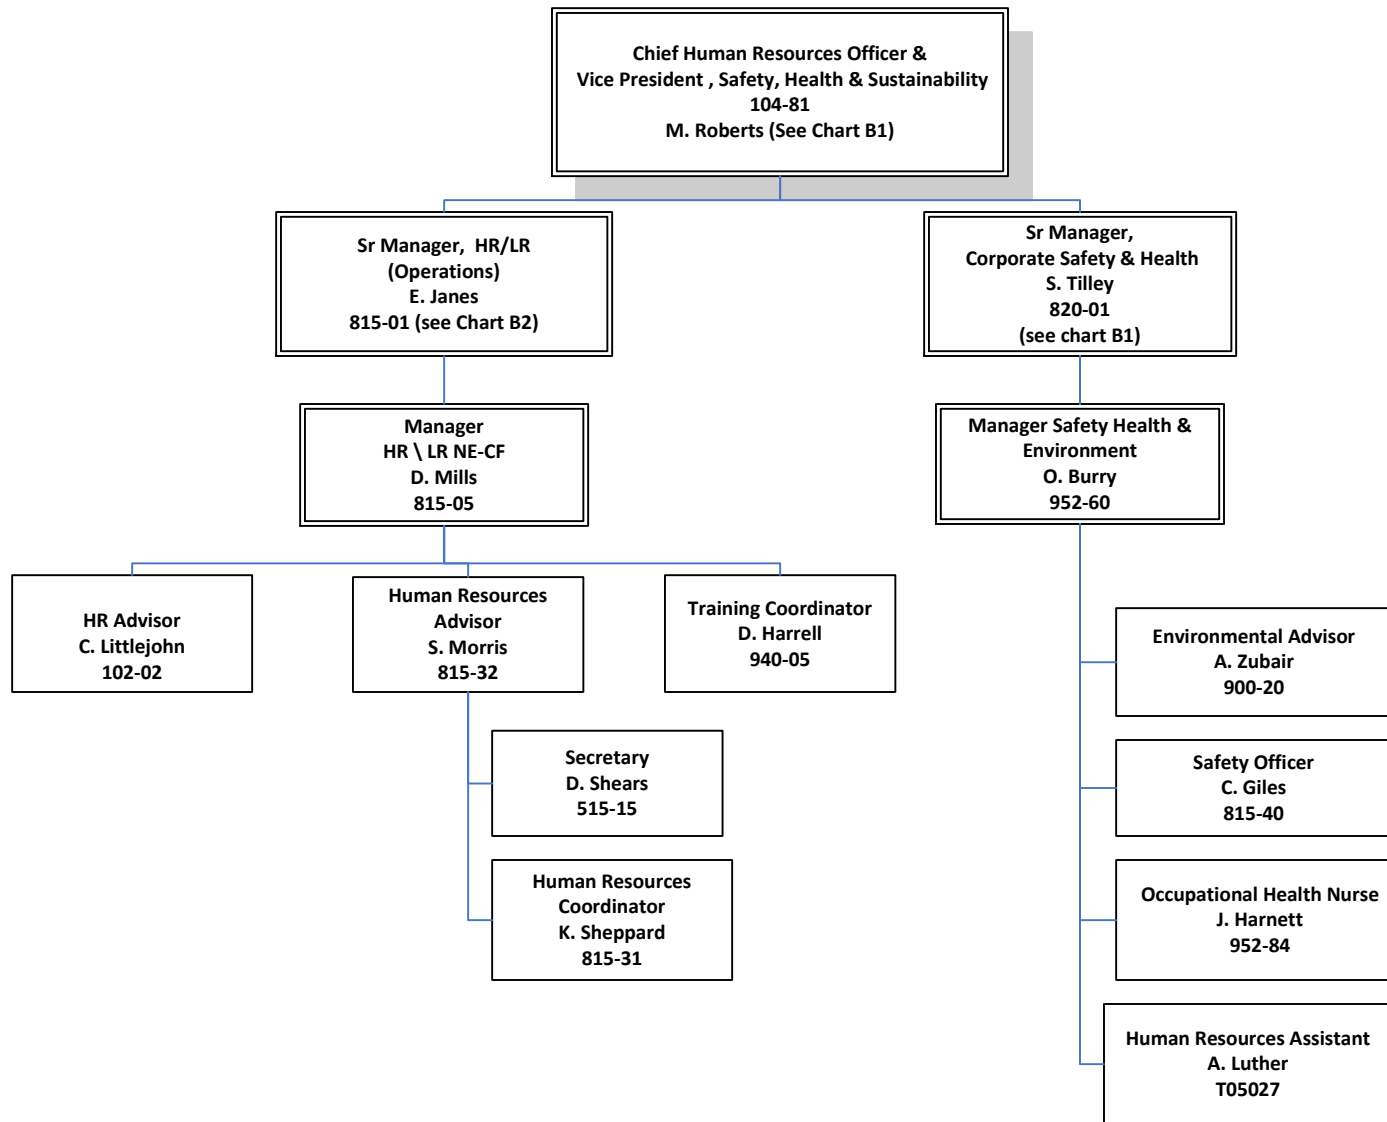 Chief Human Resources Officer &
Vice President , Safety, Health & Sustainability
104-81
M. Roberts (See Chart B1)
Sr Manager, HR/LR
(Operations)
E. Janes
815-01 (see Chart B2)
Sr Manager,
Corporate Safety & Health
S. Tilley
820-01
(see chart B1)
Manager
HR \ LR NE-CF
D. Mills
815-05
Manager Safety Health &
Environment
O. Burry
952-60
HR Advisor
C. Littlejohn
102-02
Human Resources
Advisor
S. Morris
815-32
Training Coordinator
D. Harrell
940-05
Secretary
D. Shears
515-15
Human Resources
Coordinator
K. Sheppard
815-31
Environmental Advisor
A. Zubair
900-20
Safety Officer
C. Giles
815-40
Occupational Health Nurse
J. Harnett
952-84
Human Resources Assistant
A. Luther
T05027